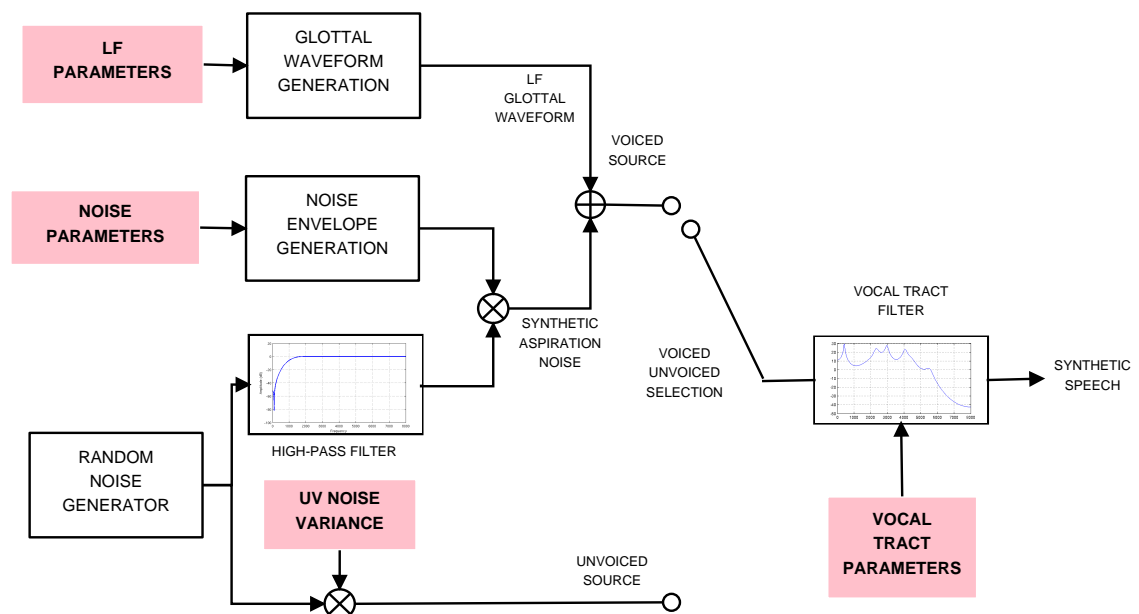 LF
PARAMETERS
GLOTTAL
WAVEFORM
GENERATION
LF
GLOTTAL
WAVEFORM
VOICED
SOURCE
NOISE
PARAMETERS
NOISE
ENVELOPE
GENERATION
SYNTHETIC
ASPIRATION
NOISE
VOICED
UNVOICED
SELECTION
VOCAL TRACT
FILTER
SYNTHETIC
SPEECH
HIGH-PASS FILTER
RANDOM
NOISE
GENERATOR
UV NOISE
VARIANCE
UNVOICED
SOURCE
VOCAL
TRACT
PARAMETERS